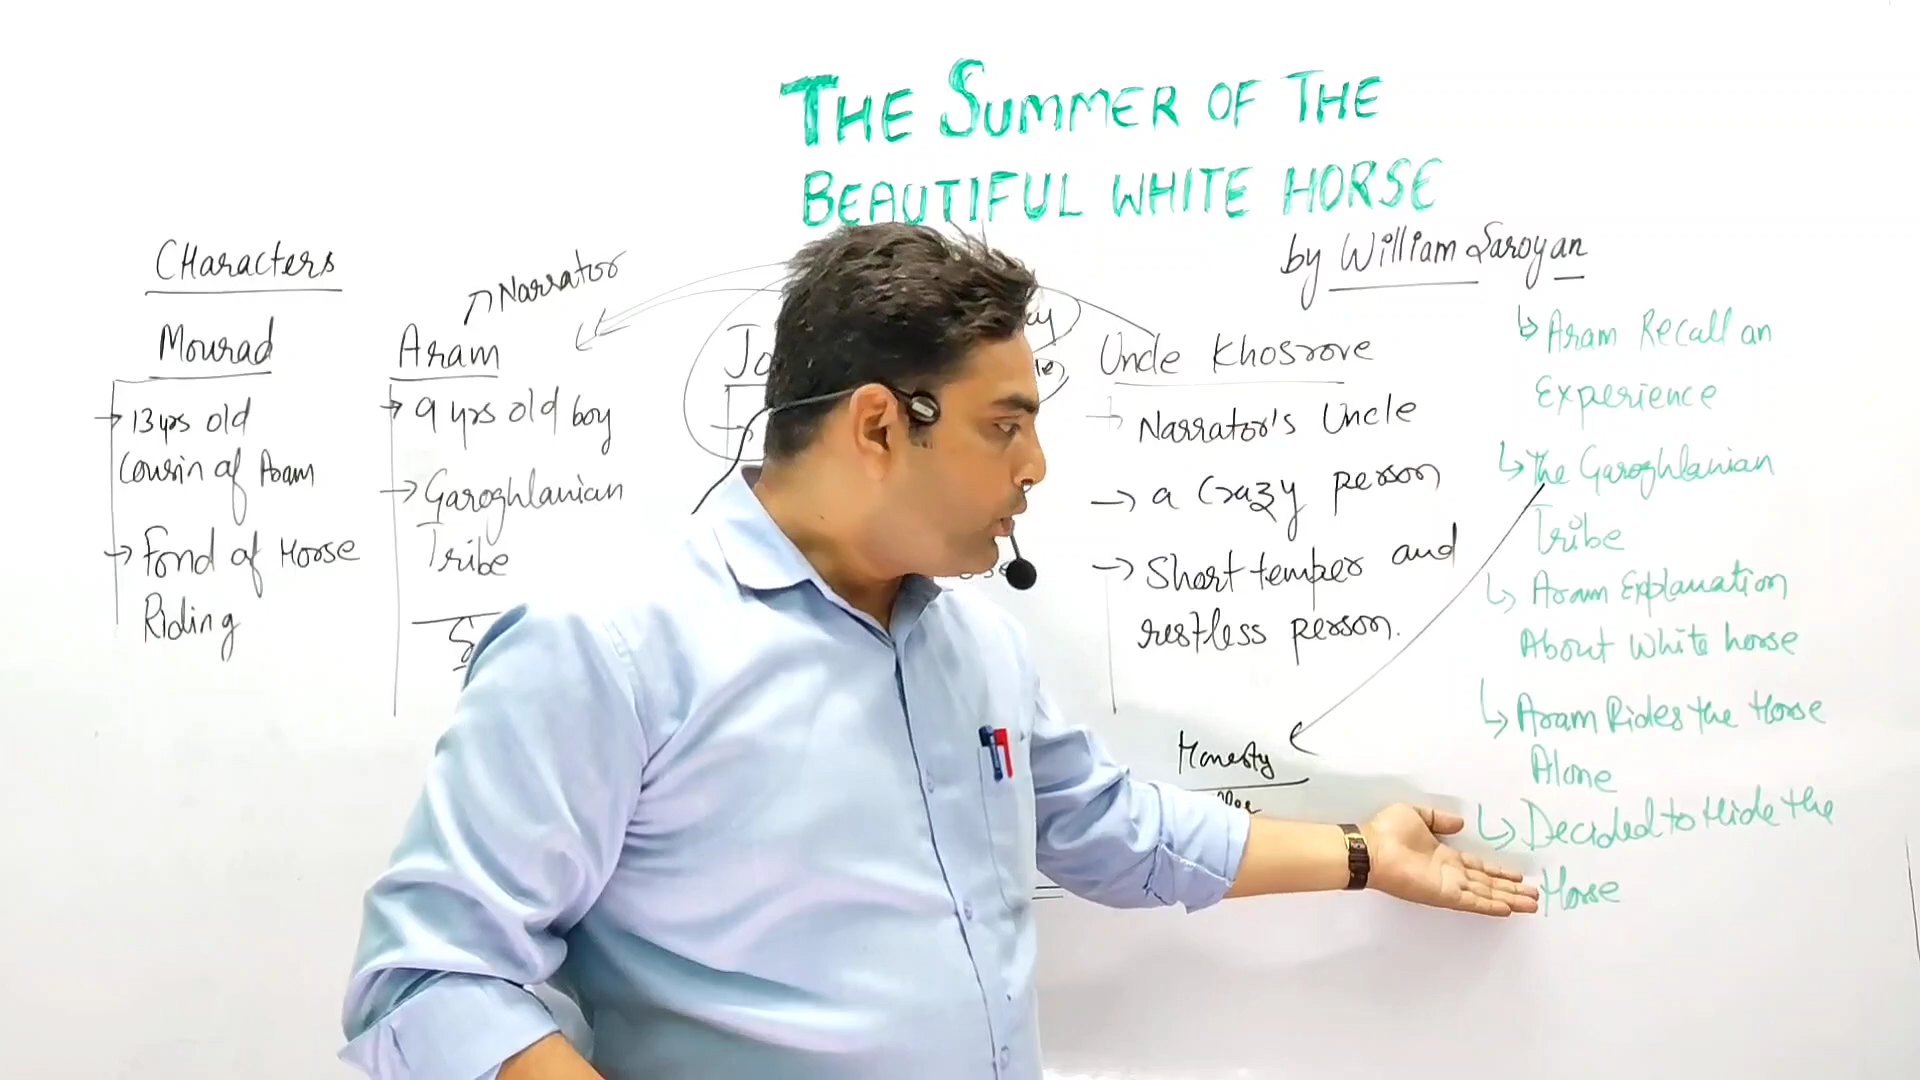 THE SUMMER OF THE
BEAUTIFUL WHITE HORSE
by William Saroyan
CHaracters
Mourad
13yrs old
Cousin of Aram
Fond of Horse
Riding
Narrator
Aram
9 yrs old boy
Garoghlanian
Tribe
Uncle Khosrove
Narrator's Uncle
a Crazy person
Short temper and
restless person.
Honesty
Aram Recall an
Experience
The Garoghlanian
Tribe
Aram Explanation
About White horse
Aram Rides the Horse
Alone
Decided to Hide the
Horse